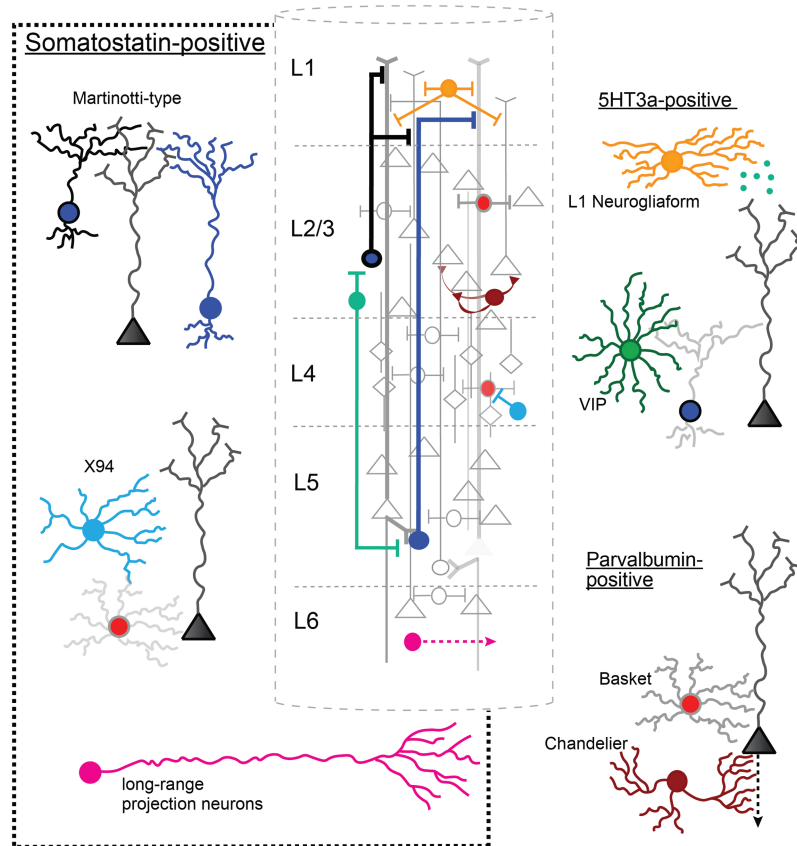 Somatostatin-positive
Martinotti-type
X94
long-range
projection neurons
L1
L2/3
L4
L5
L6
5HT3a-positive
L1 Neurogliaform
VIP
Parvalbumin-
positive
Basket
Chandelier